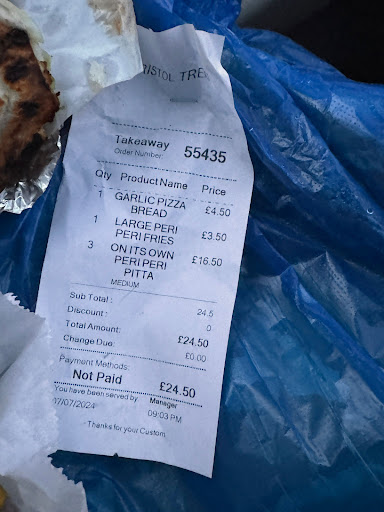 RISTOL TRE
Takeaway
Order Number: 55435
Qty Product Name Price
1 GARLIC PIZZA £4.50
BREAD
1 LARGE PERI £3.50
PERI FRIES
3 ON ITS OWN £16.50
PERI PERI
PITTA
MEDIUM
Sub Total : 24.5
Discount : 0
Total Amount: £24.50
Change Due: £0.00
Payment Methods:
Not Paid £24.50
You have been served by Manager
07/07/2024 09:03 PM
Thanks for your Custom